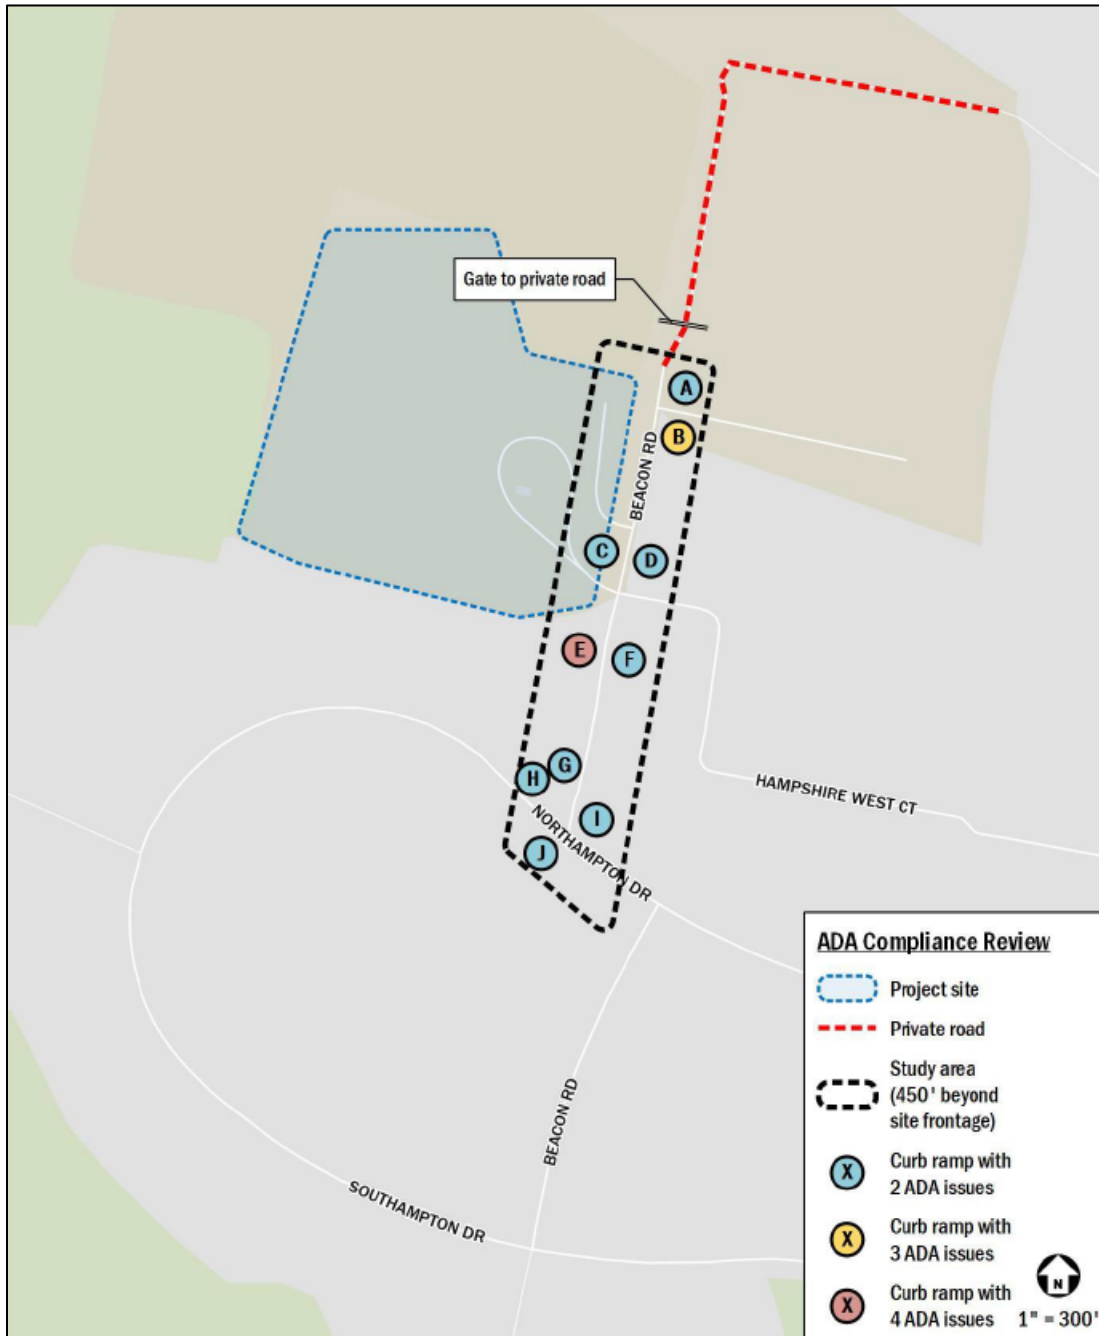 Gate to private road
A
B
BEACON RD
C
D
E
F
G
H
HAMPSHIRE WEST CT
I
NORTHAMPTON DR
J
BEACON RD
SOUTHAMPTON DR
ADA Compliance Review
Project site
Private road
Study area
(450' beyond
site frontage)
X
Curb ramp with
2 ADA issues
X
Curb ramp with
3 ADA issues
X
Curb ramp with
4 ADA issues
N
1" = 300'